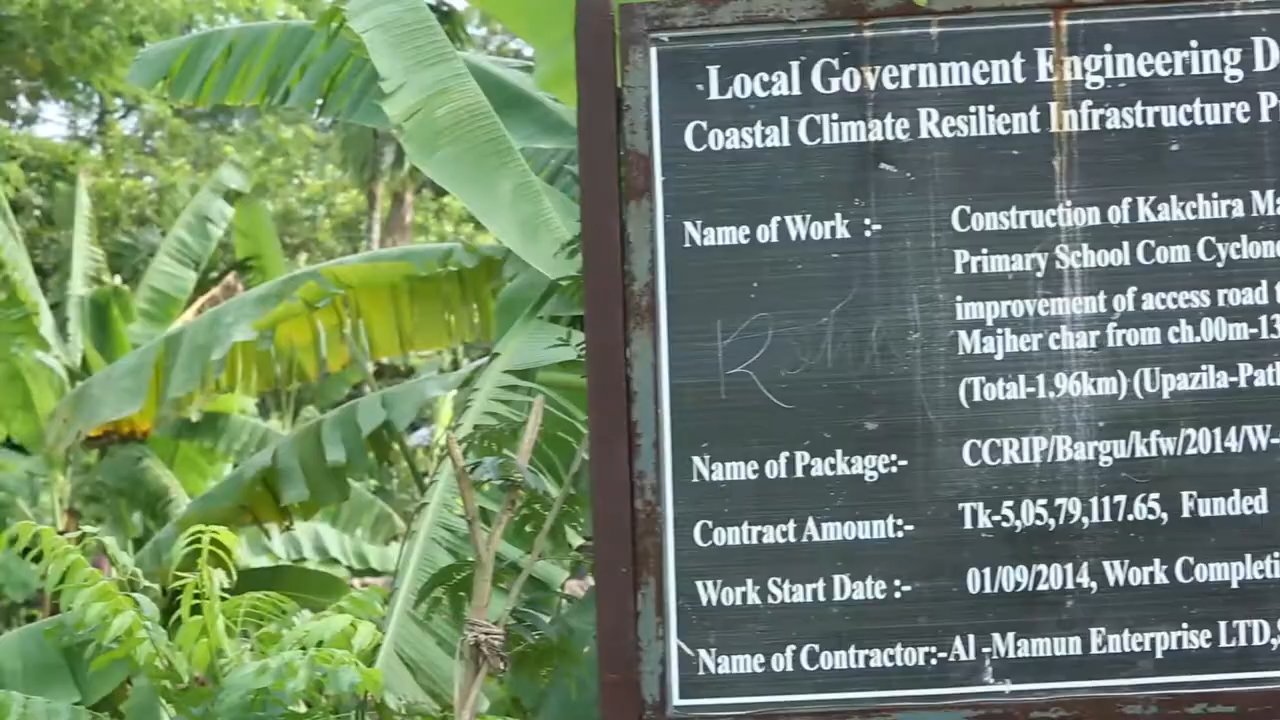 Local Government Engineering D
Coastal Climate Resilient Infrastructure P
Name of Work :- Construction of Kakchira Ma
Primary School Com Cyclone
improvement of access road t
Majher char from ch.00m-13
(Total-1.96km) (Upazila-Path
Name of Package:- CCRIP/Bargu/kfw/2014/W-
Contract Amount:- Tk-5,05,79,117.65, Funded
Work Start Date :- 01/09/2014, Work Completi
Name of Contractor:-Al -Mamun Enterprise LTD,